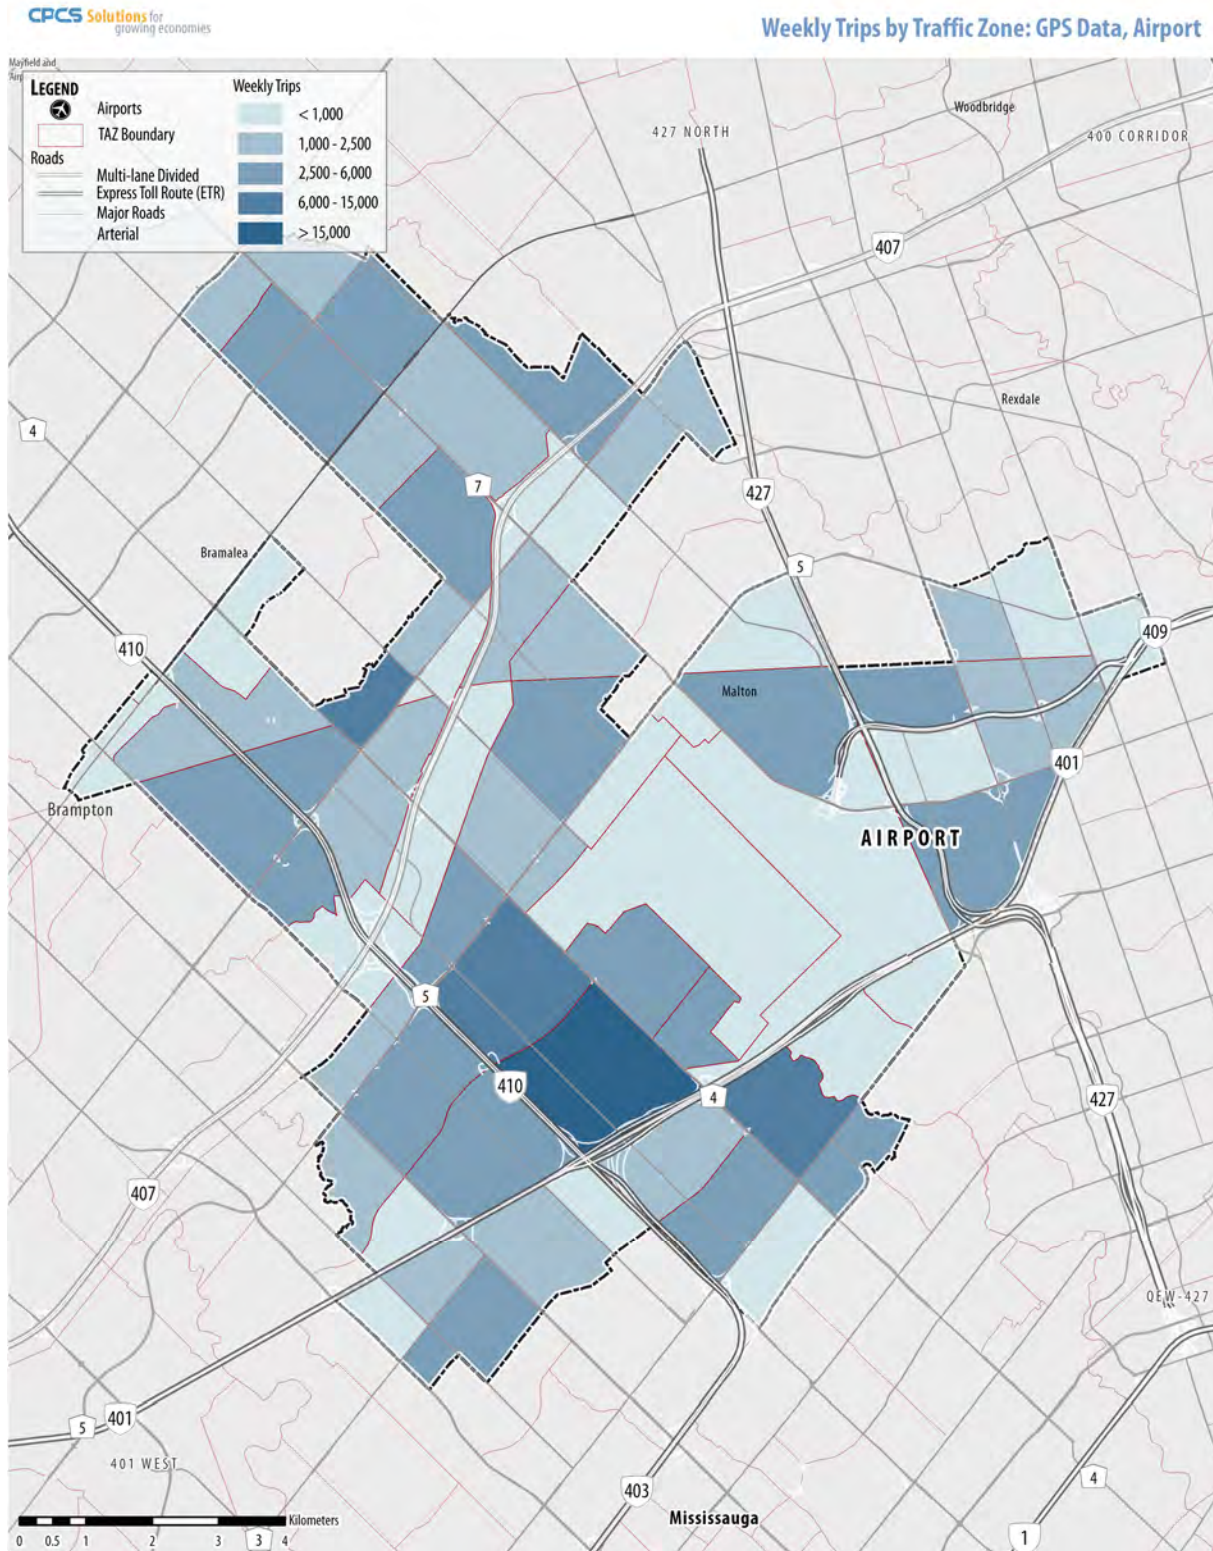 CPCS Solutions for
growing economies
Weekly Trips by Traffic Zone: GPS Data, Airport
Mayfield and
LEGEND
Airports
TAZ Boundary
Roads
Multi-lane Divided
Express Toll Route (ETR)
Major Roads
Arterial
Weekly Trips
< 1,000
1,000 - 2,500
2,500 - 6,000
6,000 - 15,000
> 15,000
Woodbridge
427 NORTH
400 CORRIDOR
407
Rexdale
4
7
427
Bramalea
5
410
409
Malton
401
Brampton
AIRPORT
5
410
4
427
407
QEW-427
5
401
401 WEST
403
4
Mississauga
1
Kilometers
0 0.5 1 2 3 3 4